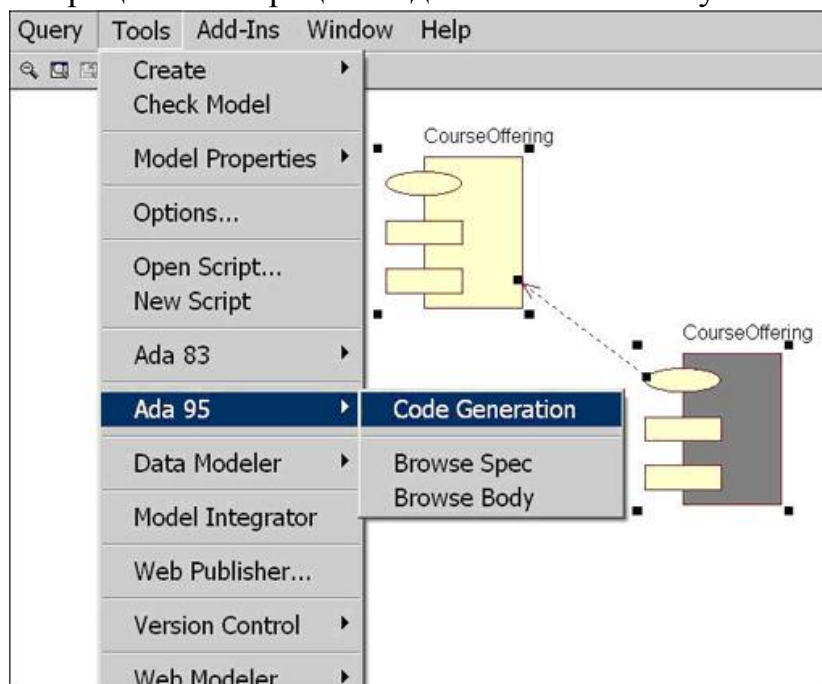 Query Tools Add-Ins Window Help
Create
Check Model
Model Properties
Options...
Open Script...
New Script
Ada 83
Ada 95
Code Generation
Browse Spec
Browse Body
Data Modeler
Model Integrator
Web Publisher...
Version Control
Web Modeler
CourseOffering
CourseOffering